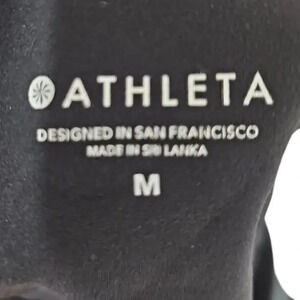 ATHLETA
DESIGNED IN SAN FRANCISCO
MADE IN SRI LANKA
M